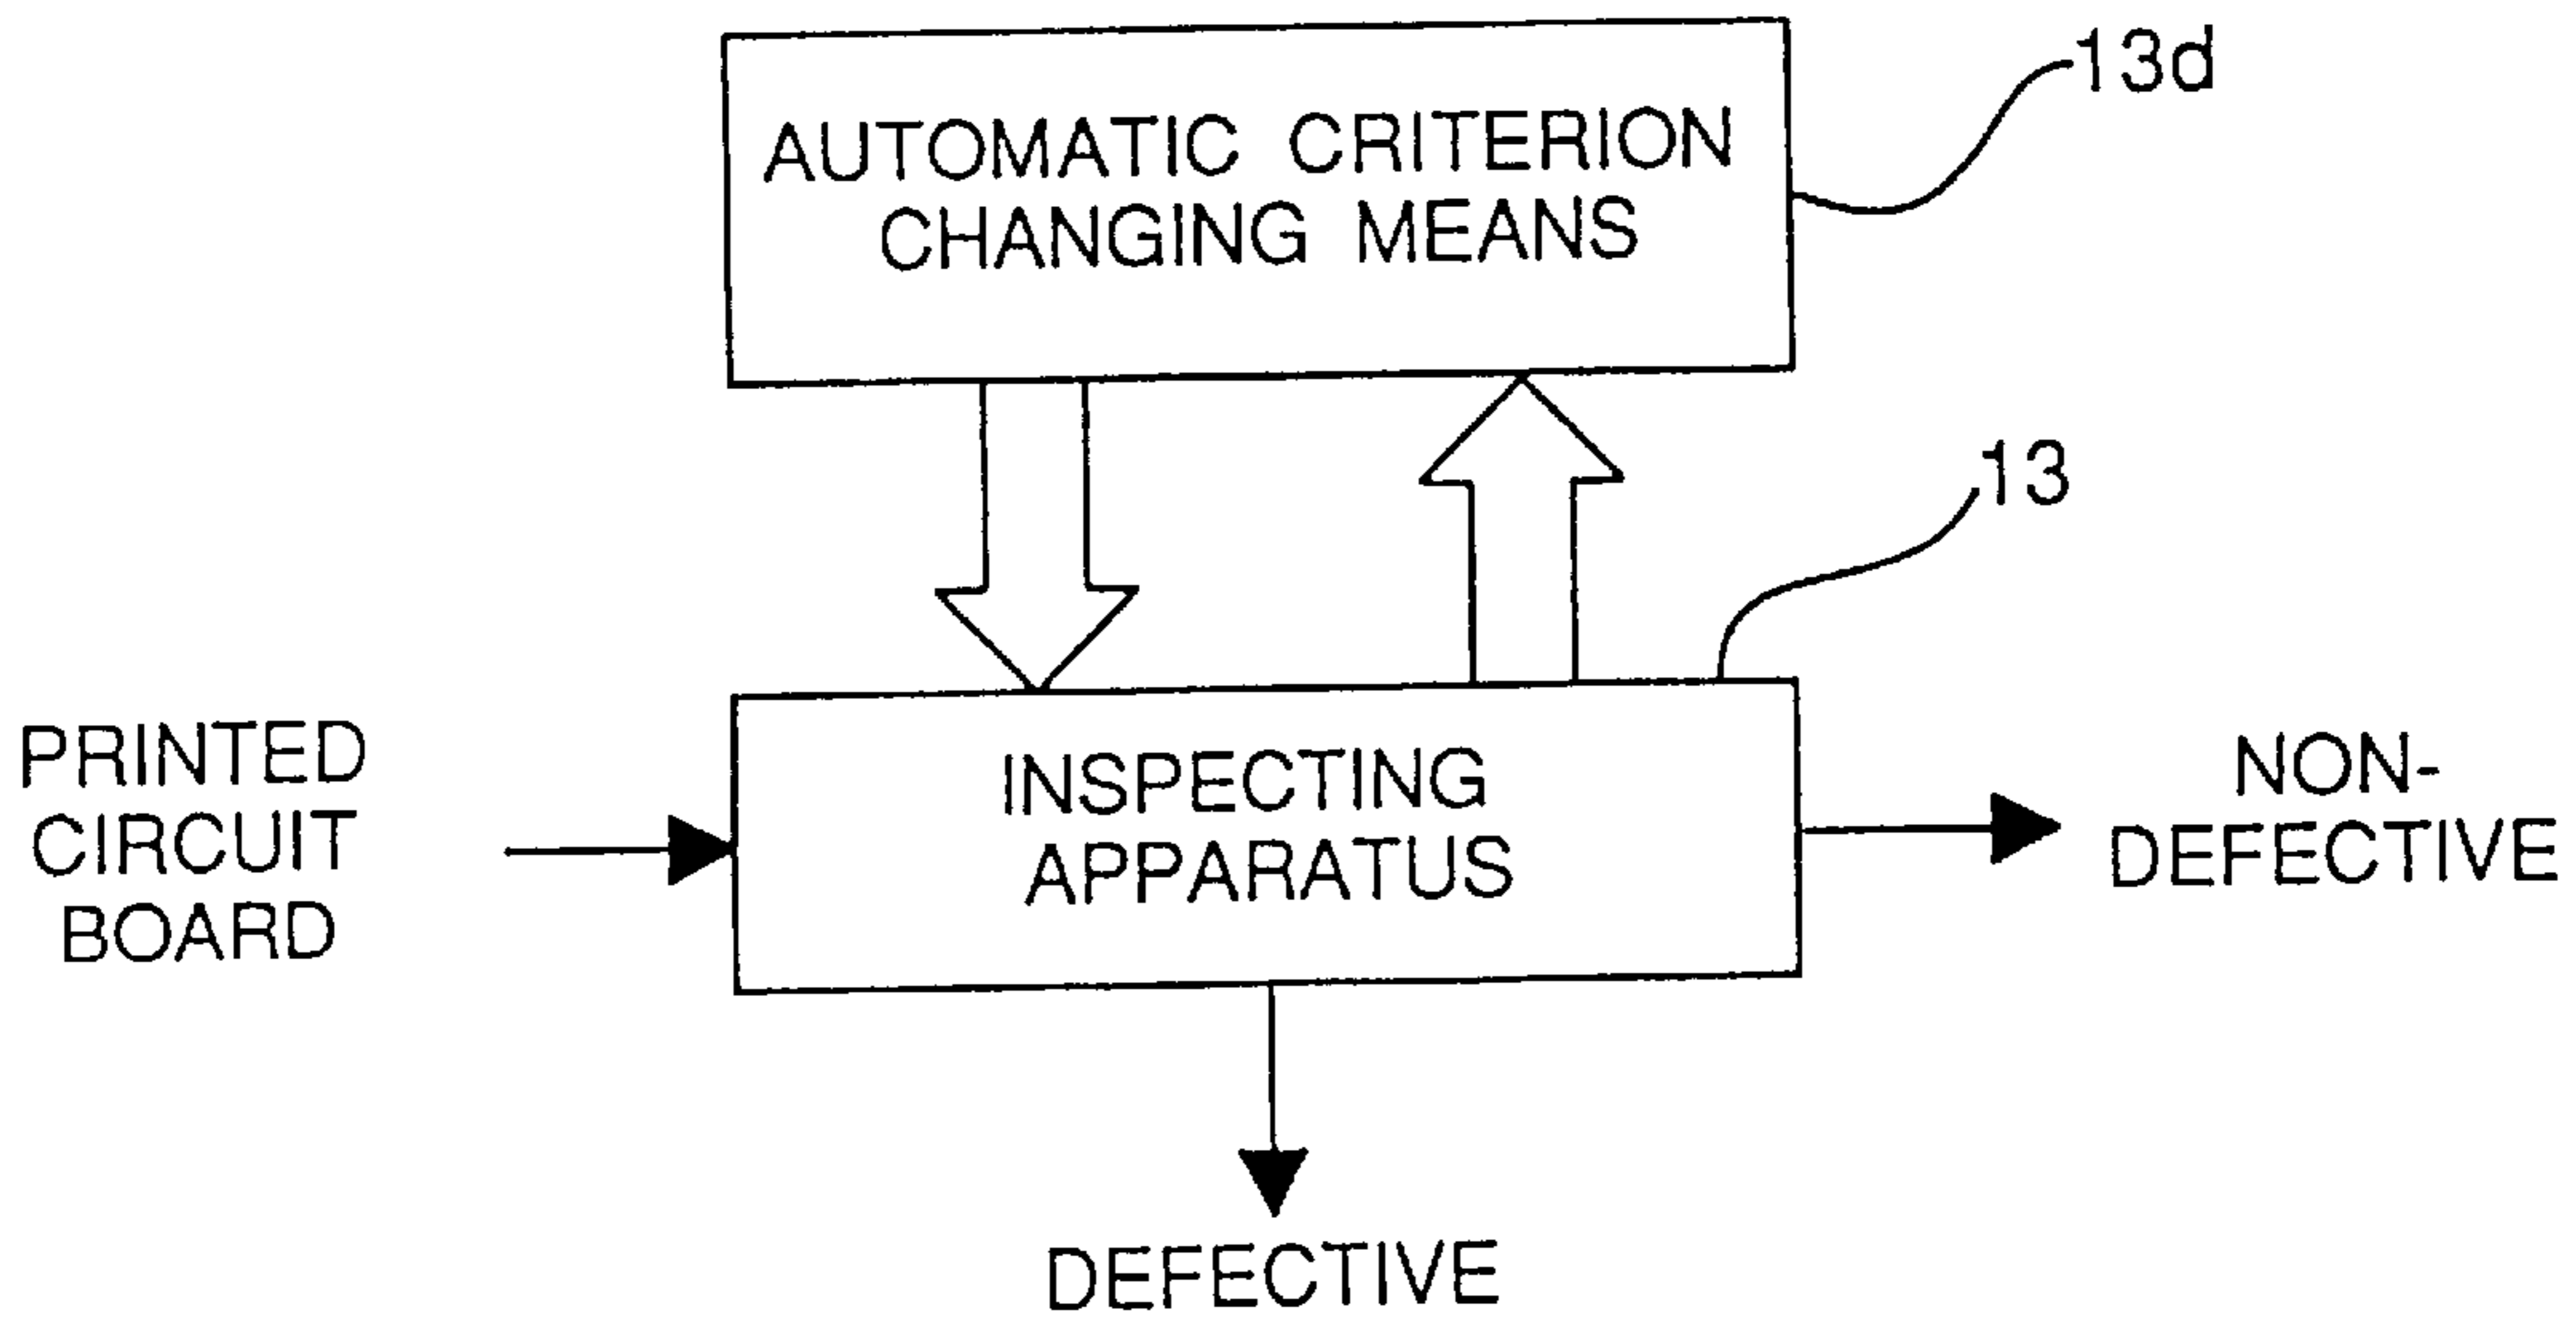 13d
AUTOMATIC CRITERION
CHANGING MEANS
13
PRINTED
CIRCUIT
BOARD
INSPECTING
APPARATUS
NON-
DEFECTIVE
DEFECTIVE